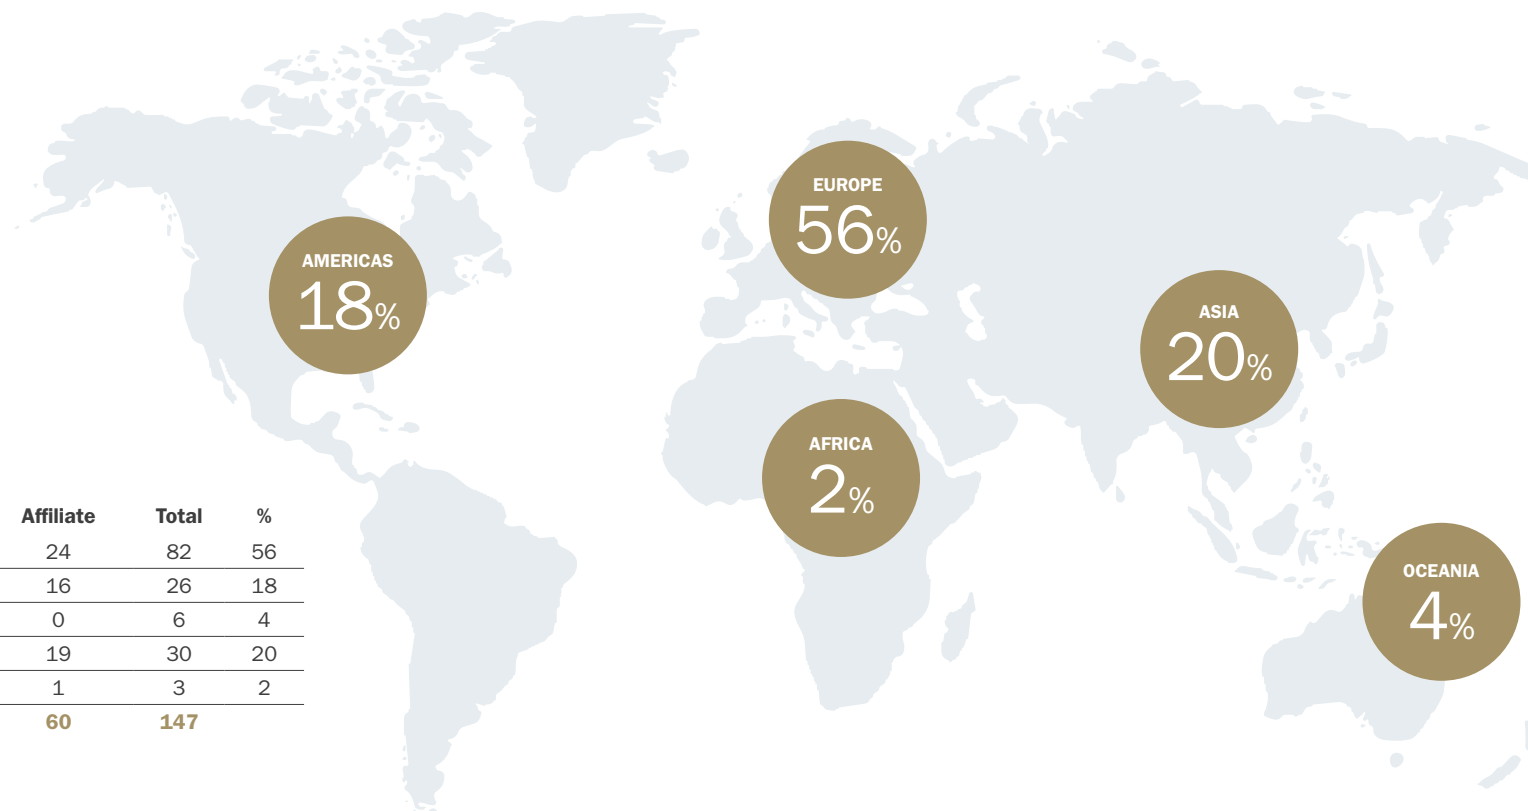 EUROPE
56%
AMERICAS
18%
ASIA
20%
AFRICA
2%
OCEANIA
4%
Affiliate Total %
24 82 56
16 26 18
0 6 4
19 30 20
1 3 2
60 147